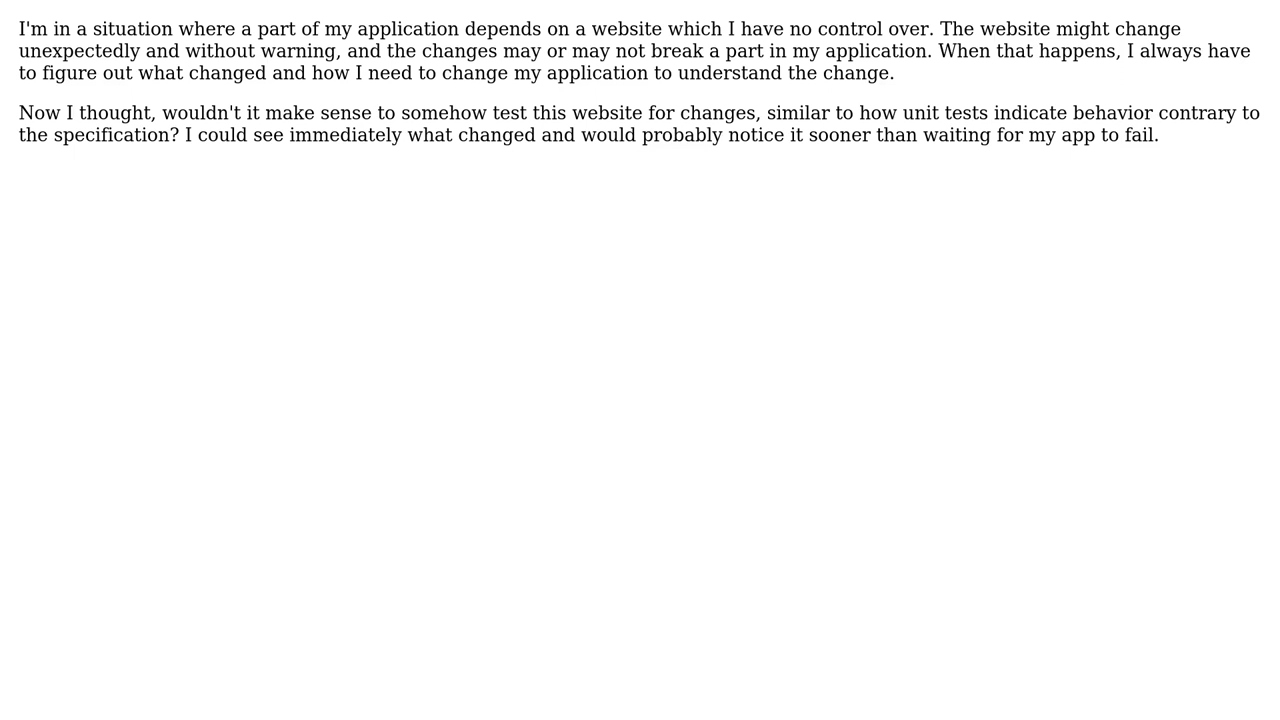 I'm in a situation where a part of my application depends on a website which I have no control over. The website might change
unexpectedly and without warning, and the changes may or may not break a part in my application. When that happens, I always have
to figure out what changed and how I need to change my application to understand the change.
Now I thought, wouldn't it make sense to somehow test this website for changes, similar to how unit tests indicate behavior contrary to
the specification? I could see immediately what changed and would probably notice it sooner than waiting for my app to fail.